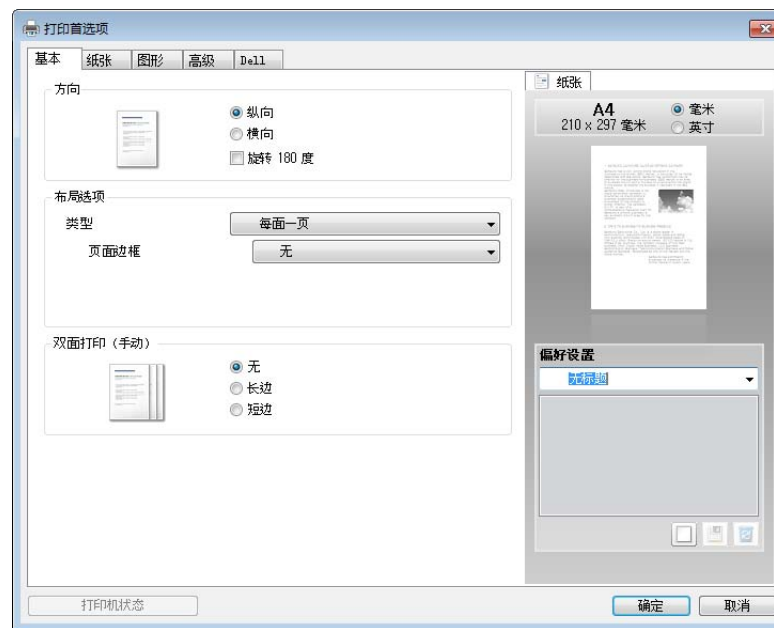 打印首选项
基本 纸张 图形 高级 Dell
方向
纵向
横向
旋转 180 度
布局选项
类型 每面一页
页面边框 无
双面打印（手动）
无
长边
短边
纸张
A4
210 x 297 毫米
毫米
英寸
偏好设置
无标题
打印机状态 确定 取消